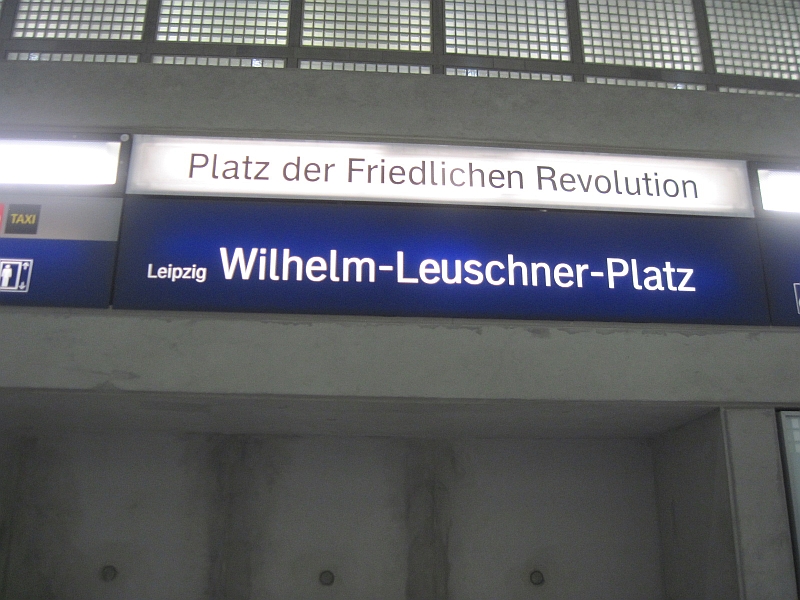 Platz der Friedlichen Revolution
TAXI
Leipzig Wilhelm-Leuschner-Platz